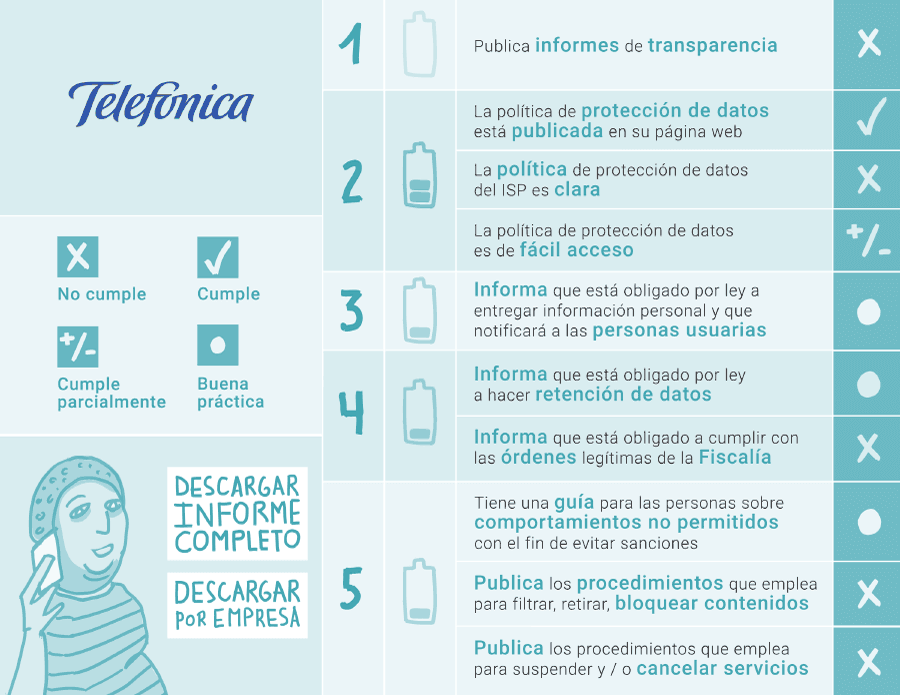 Telefónica
No cumple
Cumple
+/-
Cumple
parcialmente
Buena
práctica
DESCARGAR
INFORME
COMPLETO
DESCARGAR
POR EMPRESA
1
Publica informes de transparencia
2
La política de protección de datos
está publicada en su página web
La política de protección de datos
del ISP es clara
La política de protección de datos
es de fácil acceso
+/-
3
Informa que está obligado por ley a
entregar información personal y que
notificará a las personas usuarias
4
Informa que está obligado por ley
a hacer retención de datos
Informa que está obligado a cumplir con
las órdenes legítimas de la Fiscalía
5
Tiene una guía para las personas sobre
comportamientos no permitidos
con el fin de evitar sanciones
Publica los procedimientos que emplea
para filtrar, retirar, bloquear contenidos
Publica los procedimientos que emplea
para suspender y / o cancelar servicios